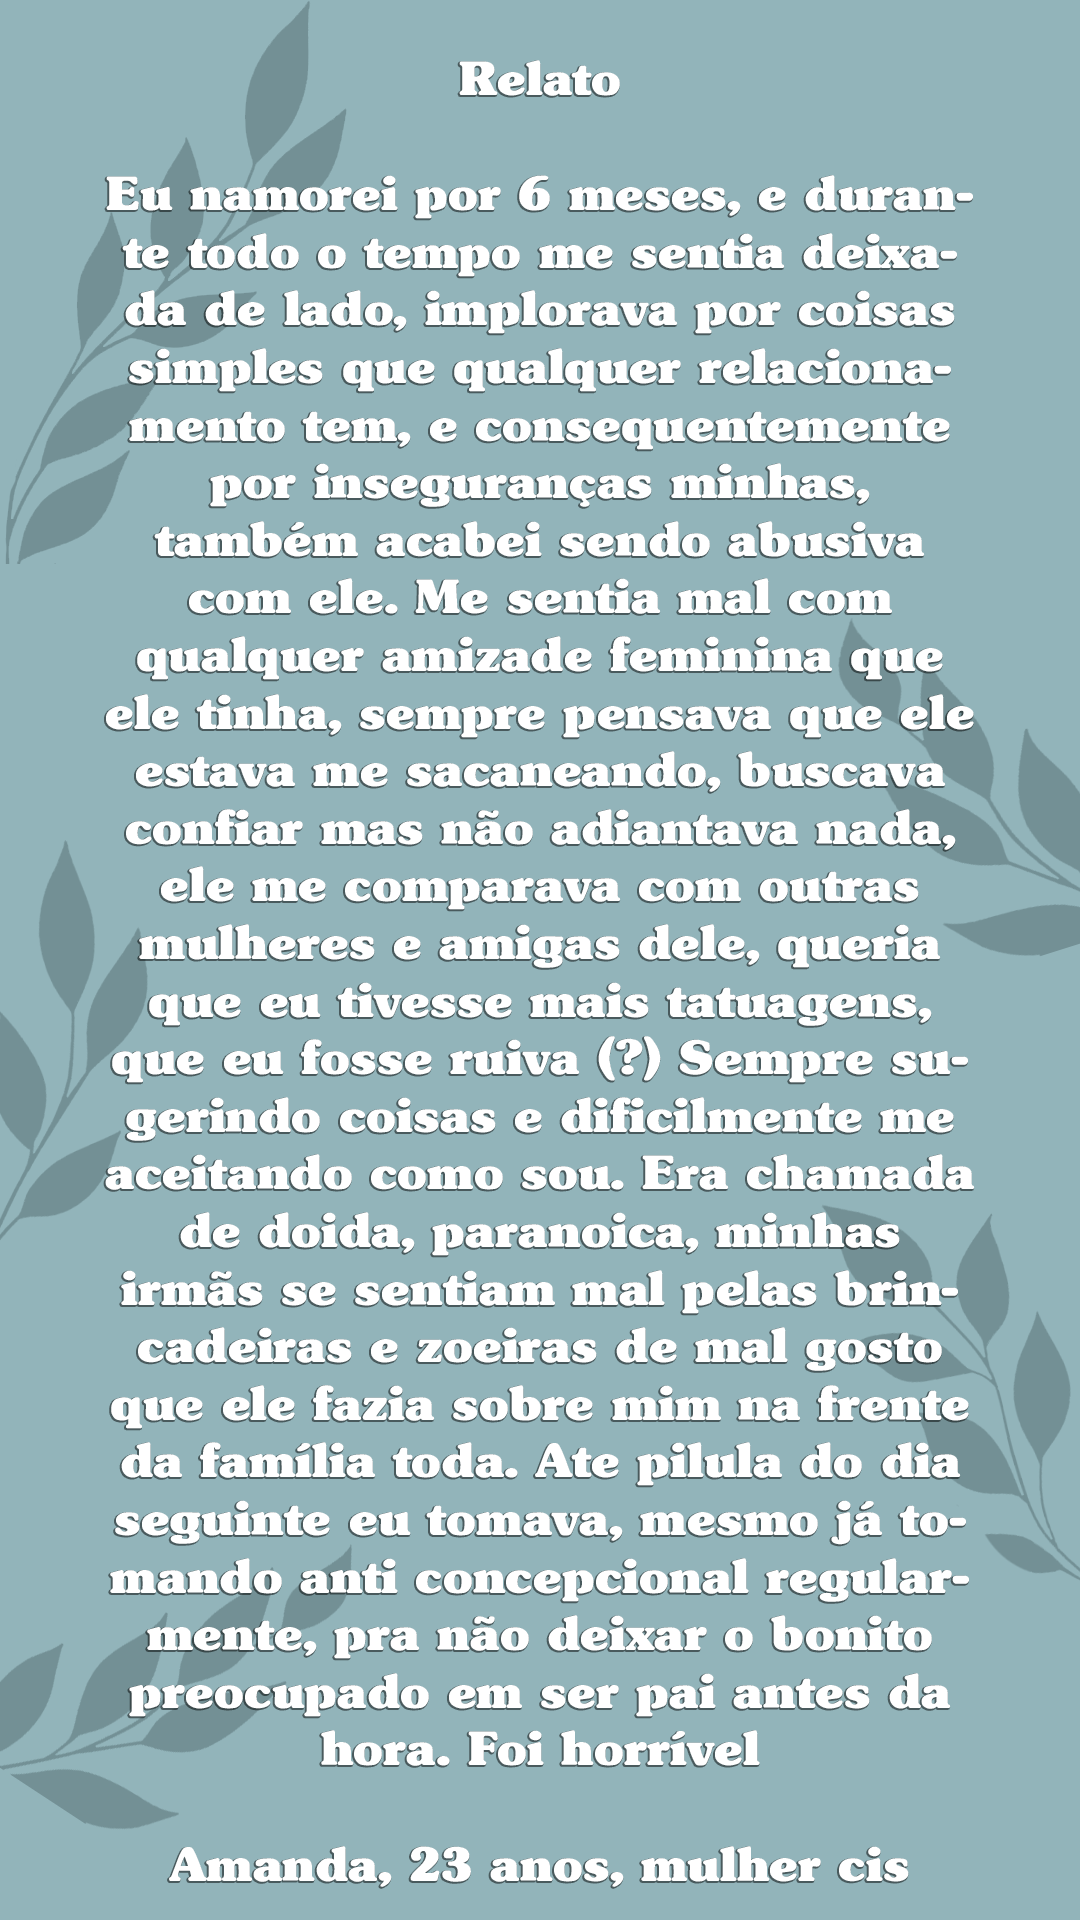 Relato
Eu namorei por 6 meses, e duran-
te todo o tempo me sentia deixa-
da de lado, implorava por coisas
simples que qualquer relaciona-
mento tem, e consequentemente
por inseguranças minhas,
também acabei sendo abusiva
com ele. Me sentia mal com
qualquer amizade feminina que
ele tinha, sempre pensava que ele
estava me sacaneando, buscava
confiar mas não adiantava nada,
ele me comparava com outras
mulheres e amigas dele, queria
que eu tivesse mais tatuagens,
que eu fosse ruiva (?) Sempre su-
gerindo coisas e dificilmente me
aceitando como sou. Era chamada
de doida, paranoica, minhas
irmãs se sentiam mal pelas brin-
cadeiras e zoeiras de mal gosto
que ele fazia sobre mim na frente
da família toda. Ate pilula do dia
seguinte eu tomava, mesmo já to-
mando anti concepcional regular-
mente, pra não deixar o bonito
preocupado em ser pai antes da
hora. Foi horrível
Amanda, 23 anos, mulher cis